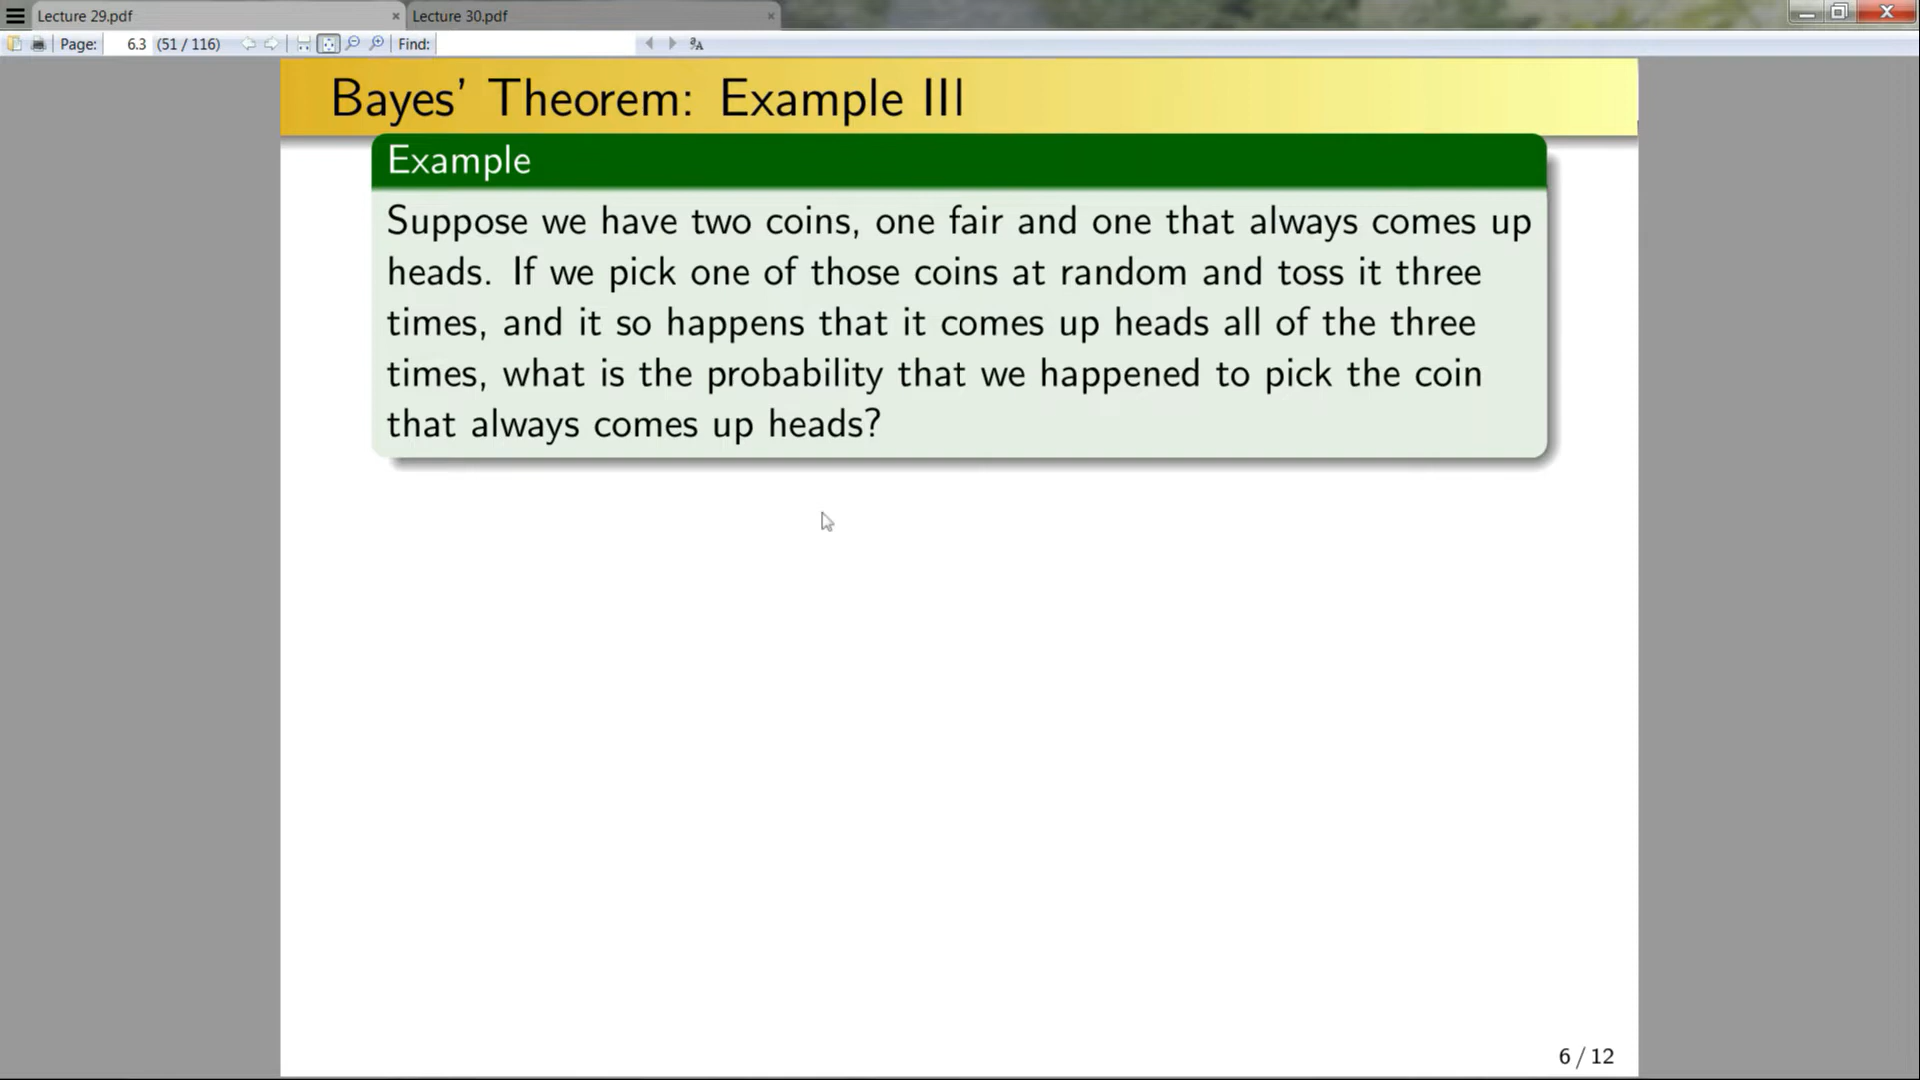 Lecture 29.pdf
Lecture 30.pdf
Page: 6.3 (51 / 116) Find:
Bayes’ Theorem: Example III
Example
Suppose we have two coins, one fair and one that always comes up
heads. If we pick one of those coins at random and toss it three
times, and it so happens that it comes up heads all of the three
times, what is the probability that we happened to pick the coin
that always comes up heads?
6 / 12